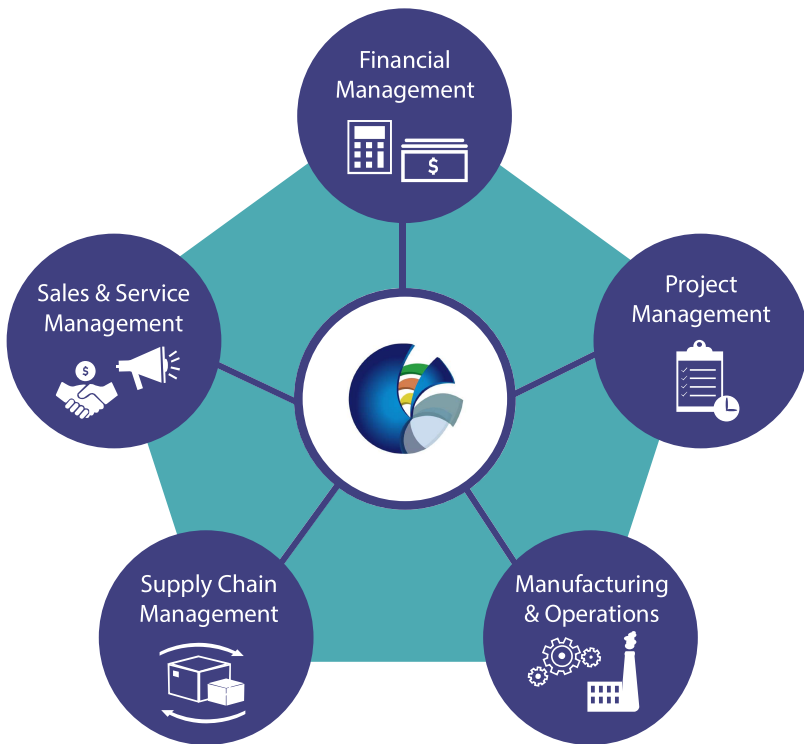 Financial
Management
$
Project
Management
Sales & Service
Management
$
Supply Chain
Management
Manufacturing
& Operations